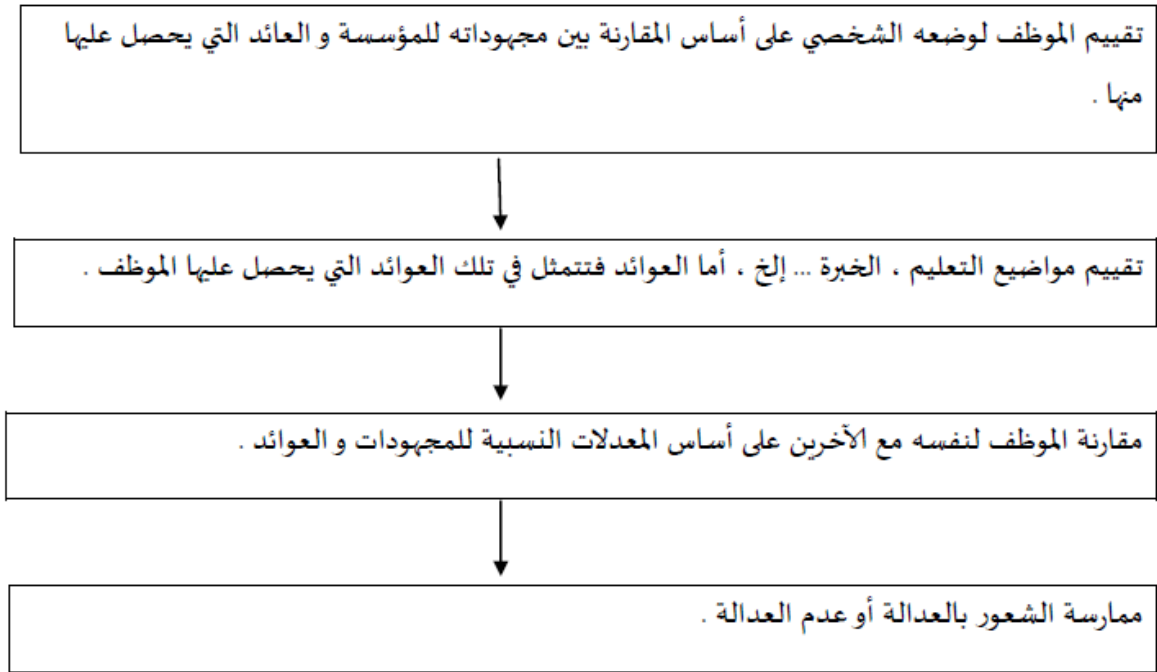 تقييم الموظف لوضعه الشخصي على أساس المقارنة بين مجهوداته للمؤسسة و العائد التي يحصل عليها
منها .
تقييم مواضيع التعليم ، الخبرة ... إلخ ، أما العوائد فتتمثل في تلك العوائد التي يحصل عليها الموظف .
مقارنة الموظف لنفسه مع الآخرين على أساس المعدلات النسبية للمجهودات و العوائد .
ممارسة الشعور بالعدالة أو عدم العدالة .